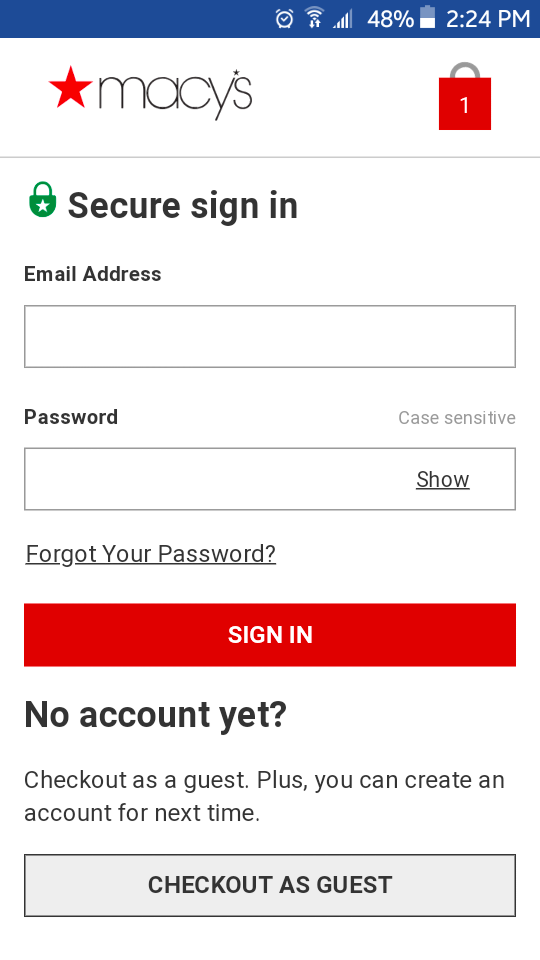 48% 2:24 PM
macy's
1
Secure sign in
Email Address
Password Case sensitive
Show
Forgot Your Password?
SIGN IN
No account yet?
Checkout as a guest. Plus, you can create an
account for next time.
CHECKOUT AS GUEST